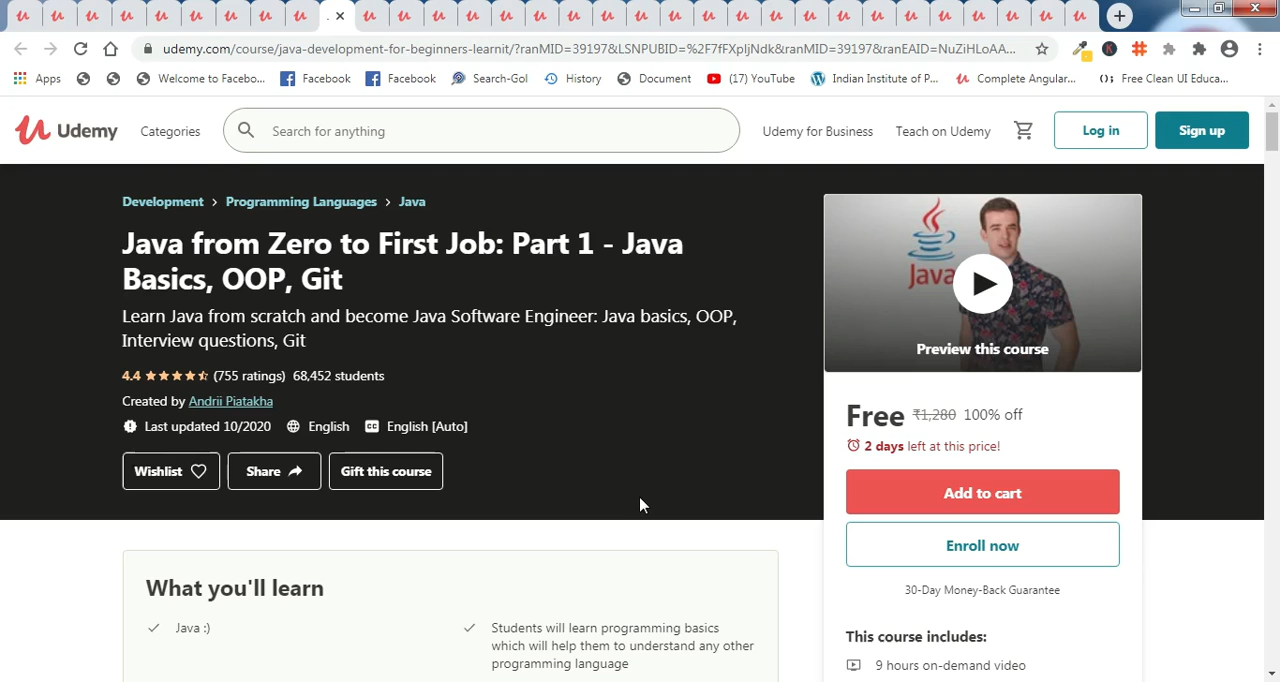 udemy.com/course/java-development-for-beginners-learnit/?ranMID=39197&LSNPUBID=%2F7fFXpljNdk&ranMID=39197&ranEAID=NuZiHLoAA...
Apps Welcome to Facebo... Facebook Facebook Search-Gol History Document (17) YouTube Indian Institute of P... Complete Angular... Free Clean UI Educa...
Udemy Categories Search for anything Udemy for Business Teach on Udemy Log in Sign up
Development > Programming Languages > Java
Java from Zero to First Job: Part 1 - Java
Basics, OOP, Git
Learn Java from scratch and become Java Software Engineer: Java basics, OOP,
Interview questions, Git
4.4 (755 ratings) 68,452 students
Created by Andrii Piatakha
Last updated 10/2020 English CC English [Auto]
Wishlist Share Gift this course
Java
Preview this course
Free ₹1,280 100% off
2 days left at this price!
Add to cart
Enroll now
30-Day Money-Back Guarantee
This course includes:
9 hours on-demand video
What you'll learn
Java :)
Students will learn programming basics
which will help them to understand any other
programming language